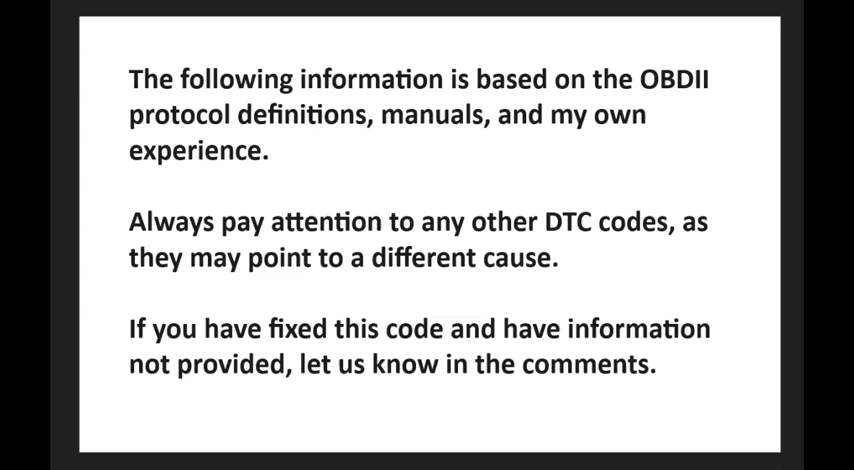 The following information is based on the OBDII
protocol definitions, manuals, and my own
experience.
Always pay attention to any other DTC codes, as
they may point to a different cause.
If you have fixed this code and have information
not provided, let us know in the comments.